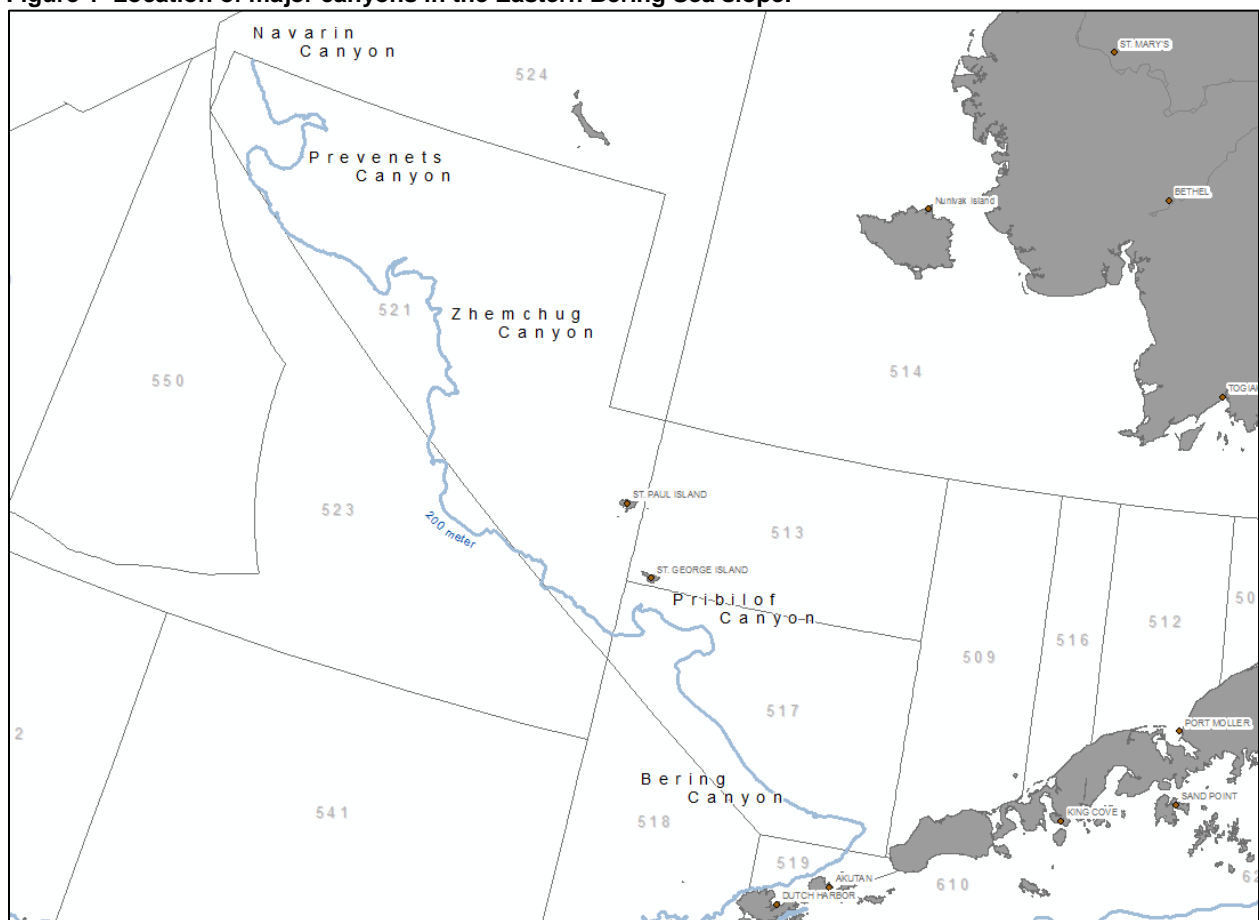 Figure 1 Location of major canyons in the Eastern Bering Sea slope.
Navarin
Canyon
524
ST. MARY'S
Prevenets
Canyon
BETHEL
Nunivak Island
521
Zhemchug
Canyon
550
514
TOGIA
ST. PAUL ISLAND
523
200 meter
513
ST. GEORGE ISLAND
Pribilof
Canyon
50
512
516
509
517
2
PORT MOLLER
Bering
Canyon
SAND POINT
541
518
KING COVE
519
AKUTAN
610
62
DUTCH HARBOR